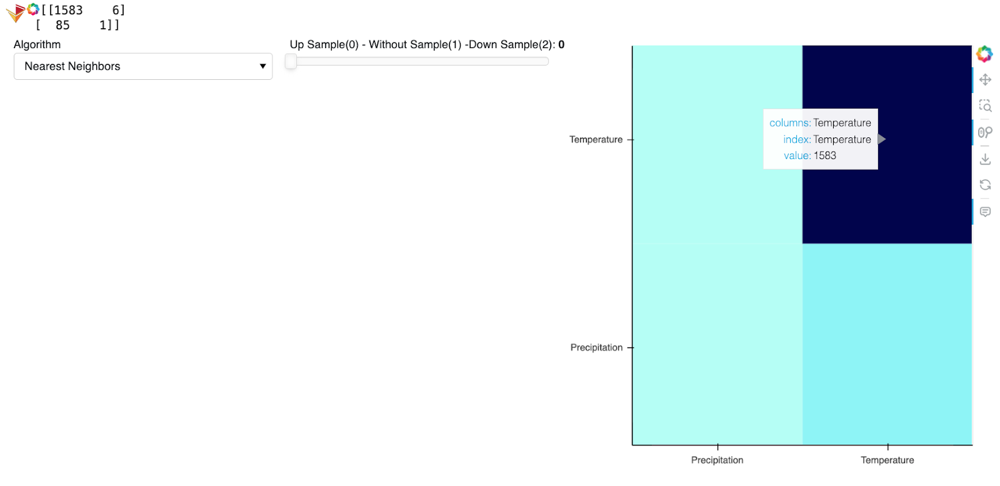 [[1583    6]
[  85    1]]
Algorithm
Nearest Neighbors
Up Sample(0) - Without Sample(1) -Down Sample(2): 0
columns: Temperature
index: Temperature
value: 1583
Temperature
Precipitation
Precipitation
Temperature